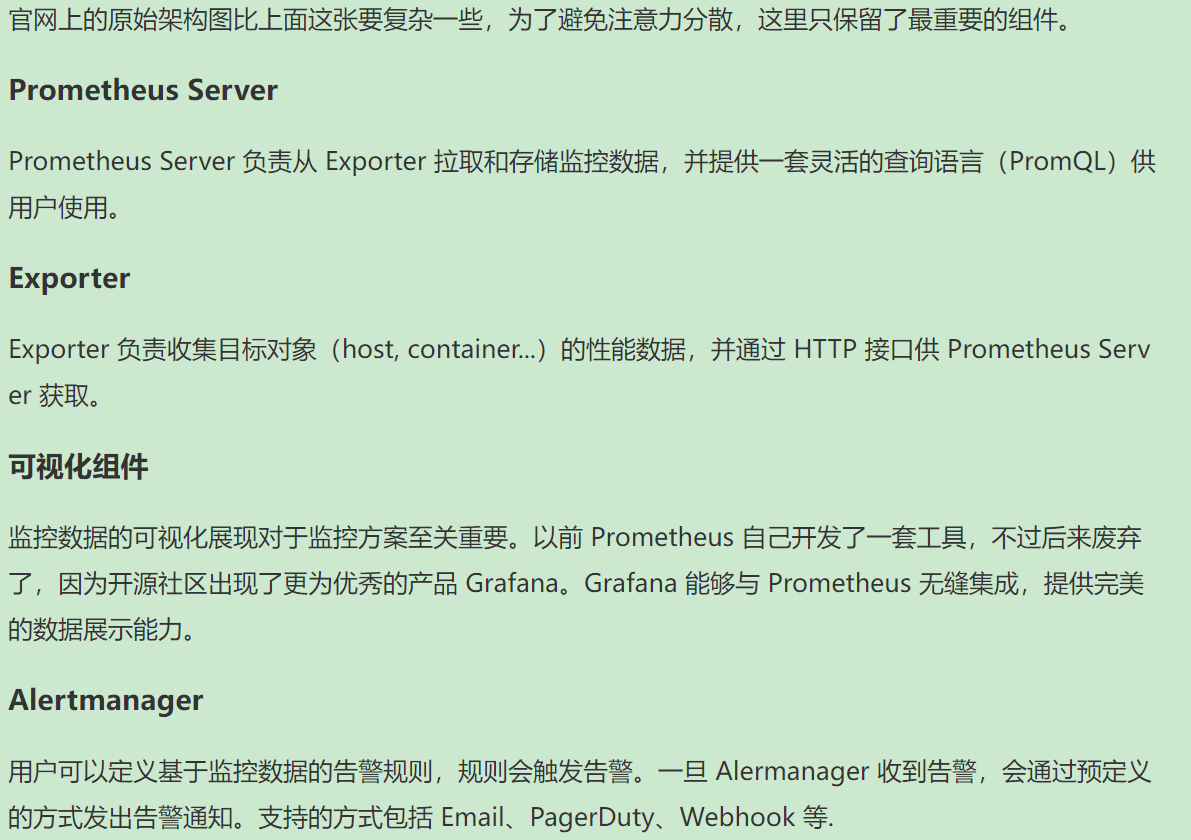 官网上的原始架构图比上面这张要复杂一些，为了避免注意力分散，这里只保留了最重要的组件。
Prometheus Server
Prometheus Server 负责从 Exporter 拉取和存储监控数据，并提供一套灵活的查询语言（PromQL）供
用户使用。
Exporter
Exporter 负责收集目标对象（host, container...）的性能数据，并通过 HTTP 接口供 Prometheus Serv
er 获取。
可视化组件
监控数据的可视化展现对于监控方案至关重要。以前 Prometheus 自己开发了一套工具，不过后来废弃
了，因为开源社区出现了更为优秀的产品 Grafana。Grafana 能够与 Prometheus 无缝集成，提供完美
的数据展示能力。
Alertmanager
用户可以定义基于监控数据的告警规则，规则会触发告警。一旦 Alermanager 收到告警，会通过预定义
的方式发出告警通知。支持的方式包括 Email、PagerDuty、Webhook 等.